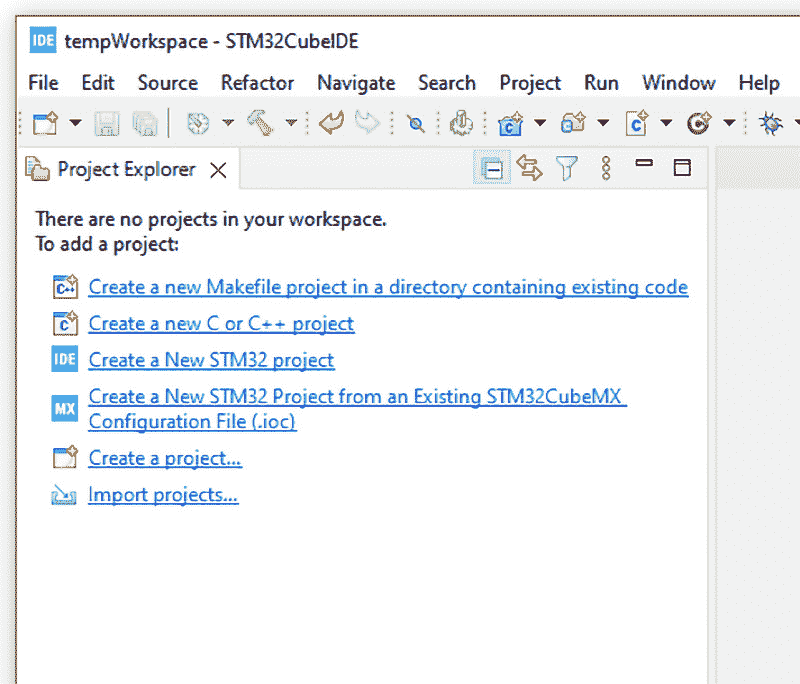 IDE tempWorkspace - STM32CubeIDE
File Edit Source Refactor Navigate Search Project Run Window Help
Project Explorer
There are no projects in your workspace.
To add a project:
C++ Create a new Makefile project in a directory containing existing code
C Create a new C or C++ project
IDE Create a New STM32 project
MX Create a New STM32 Project from an Existing STM32CubeMX
Configuration File (.ioc)
Create a project...
Import projects...